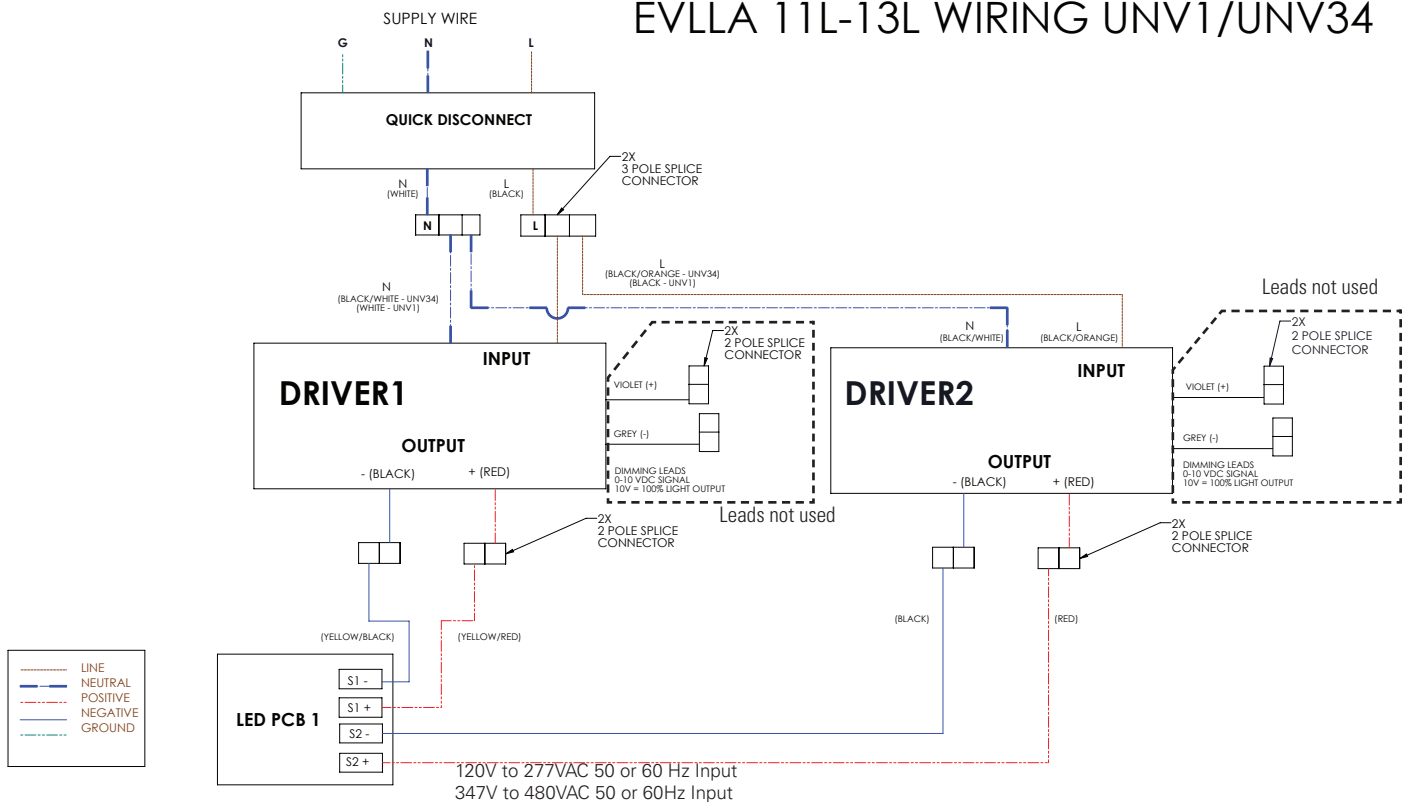 EVLLA 11L-13L WIRING UNV1/UNV34
SUPPLY WIRE
G
N
L
QUICK DISCONNECT
N
(WHITE)
L
(BLACK)
2X
3 POLE SPLICE
CONNECTOR
N
L
N
(BLACK/WHITE - UNV34)
(WHITE - UNV1)
L
(BLACK/ORANGE - UNV34)
(BLACK - UNV1)
INPUT
DRIVER1
OUTPUT
- (BLACK)
+ (RED)
VIOLET (+)
2X
2 POLE SPLICE
CONNECTOR
GREY (-)
DIMMING LEADS
0-10 VDC SIGNAL
10V = 100% LIGHT OUTPUT
Leads not used
N
(BLACK/WHITE)
L
(BLACK/ORANGE)
INPUT
DRIVER2
OUTPUT
- (BLACK)
+ (RED)
Leads not used
2X
2 POLE SPLICE
CONNECTOR
VIOLET (+)
GREY (-)
DIMMING LEADS
0-10 VDC SIGNAL
10V = 100% LIGHT OUTPUT
2X
2 POLE SPLICE
CONNECTOR
2X
2 POLE SPLICE
CONNECTOR
(YELLOW/BLACK)
(YELLOW/RED)
(BLACK)
(RED)
LINE
NEUTRAL
POSITIVE
NEGATIVE
GROUND
LED PCB 1
S1 -
S1 +
S2 -
S2 +
120V to 277VAC 50 or 60 Hz Input
347V to 480VAC 50 or 60Hz Input